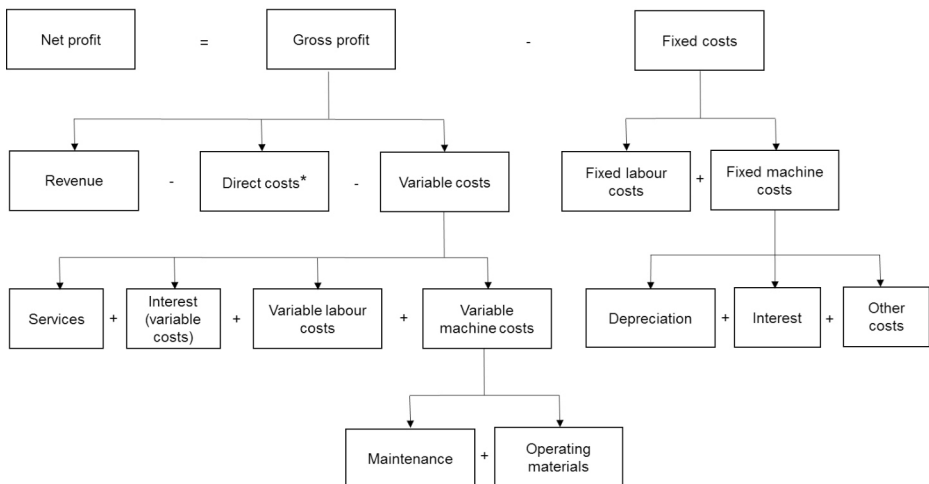 Net profit = Gross profit - Fixed costs
Revenue - Direct costs* - Variable costs
Fixed labour
costs
+
Fixed machine
costs
Services
+
Interest
(variable
costs)
+
Variable labour
costs
+
Variable
machine costs
Depreciation
+
Interest
+
Other
costs
Maintenance
+
Operating
materials